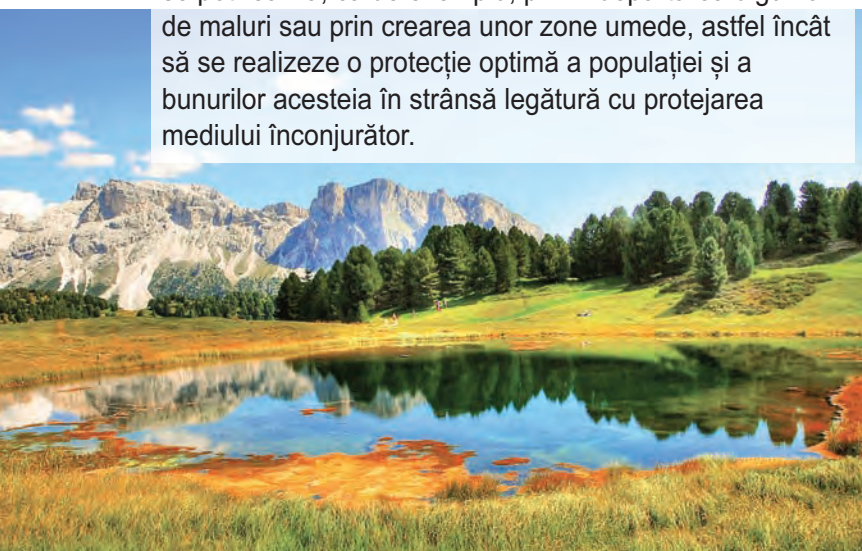 de maluri sau prin crearea unor zone umede, astfel încât
să se realizeze o protecție optimă a populației și a
bunurilor acesteia în strânsă legătură cu protejarea
mediului înconjurător.